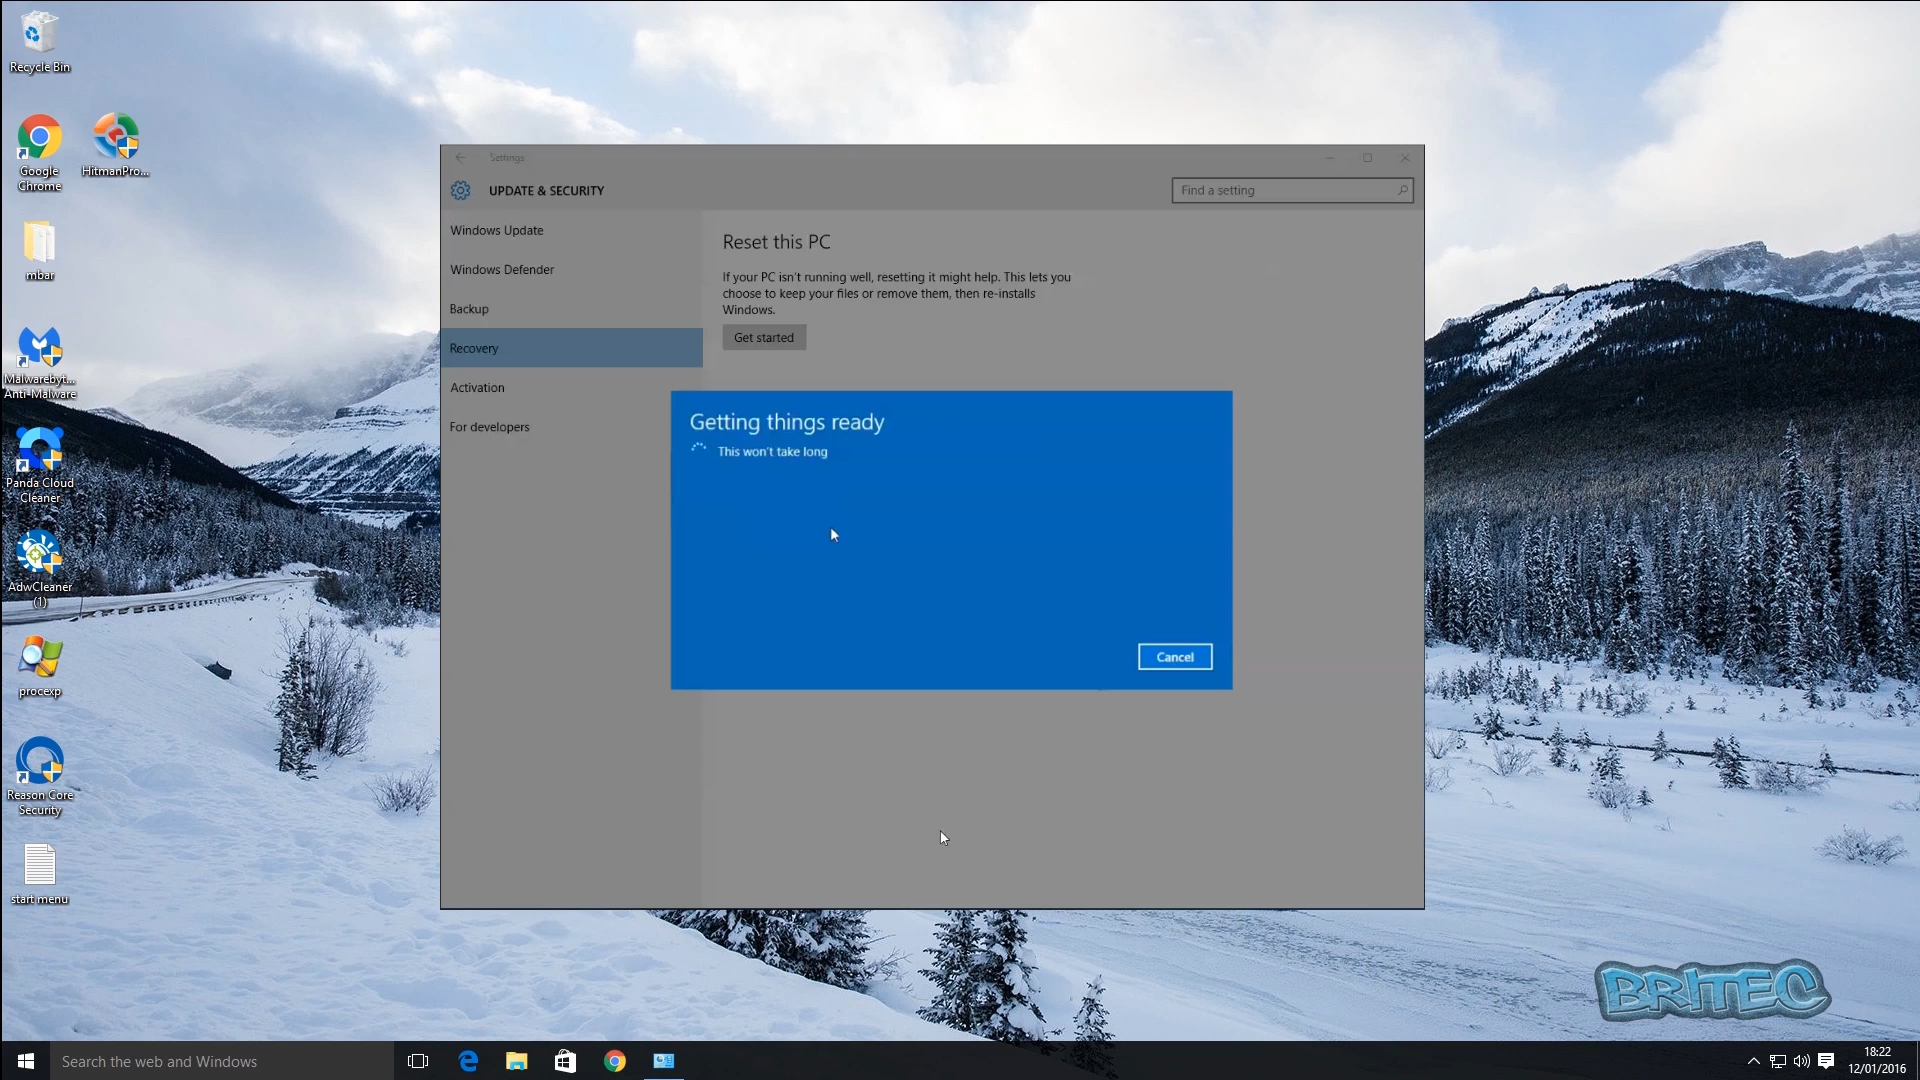 Recycle Bin
Google
Chrome
HitmanPro...
mbar
Malwarebyt...
Anti-Malware
Panda Cloud
Cleaner
AdwCleaner
(1)
procexp
Reason Core
Security
start menu
Settings
UPDATE & SECURITY
Find a setting
Windows Update
Windows Defender
Backup
Recovery
Activation
For developers
Reset this PC
If your PC isn't running well, resetting it might help. This lets you
choose to keep your files or remove them, then re-installs
Windows.
Get started
Getting things ready
This won't take long
Cancel
BRITEC
Search the web and Windows
18:22
12/01/2016